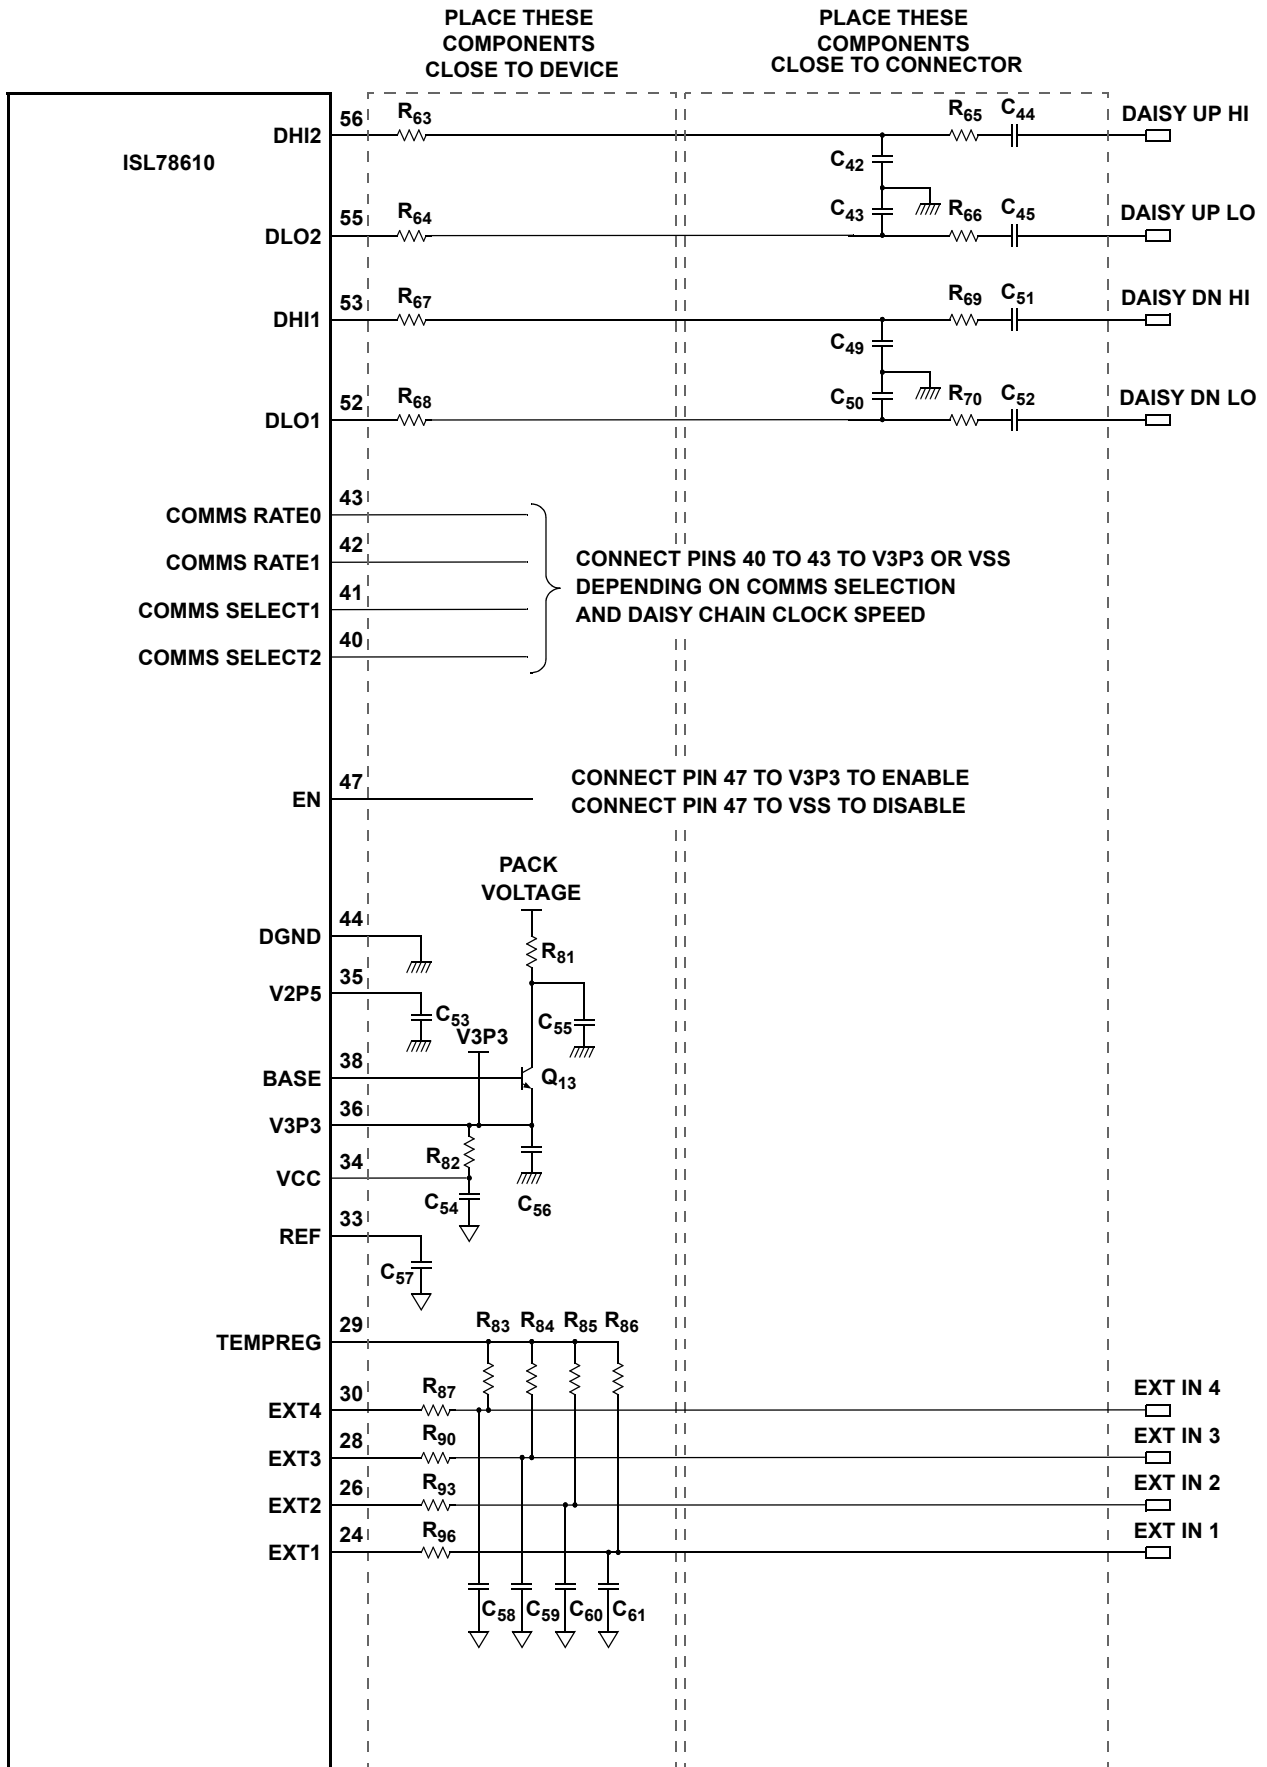 PLACE THESE
COMPONENTS
CLOSE TO DEVICE
PLACE THESE
COMPONENTS
CLOSE TO CONNECTOR
ISL78610
DHI2 56 R63 R65 C44 DAISY UP HI
C42
DLO2 55 R64 C43 R66 C45 DAISY UP LO
DHI1 53 R67 R69 C51 DAISY DN HI
C49
DLO1 52 R68 C50 R70 C52 DAISY DN LO
COMMS RATE0 43
COMMS RATE1 42
COMMS SELECT1 41
COMMS SELECT2 40
CONNECT PINS 40 TO 43 TO V3P3 OR VSS
DEPENDING ON COMMS SELECTION
AND DAISY CHAIN CLOCK SPEED
EN 47
CONNECT PIN 47 TO V3P3 TO ENABLE
CONNECT PIN 47 TO VSS TO DISABLE
PACK
VOLTAGE
DGND 44
R81
V2P5 35
C53
V3P3
C55
BASE 38
Q13
V3P3 36
R82
VCC 34
C54
C56
REF 33
C57
TEMPREG 29 R83 R84 R85 R86
EXT4 30 R87 EXT IN 4
EXT3 28 R90 EXT IN 3
EXT2 26 R93 EXT IN 2
EXT1 24 R96 EXT IN 1
C58 C59 C60 C61